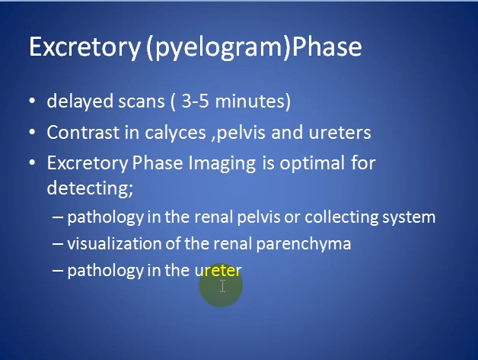 Excretory (pyelogram)Phase
• delayed scans ( 3-5 minutes)
• Contrast in calyces ,pelvis and ureters
• Excretory Phase Imaging is optimal for
detecting;
– pathology in the renal pelvis or collecting system
– visualization of the renal parenchyma
– pathology in the ureter